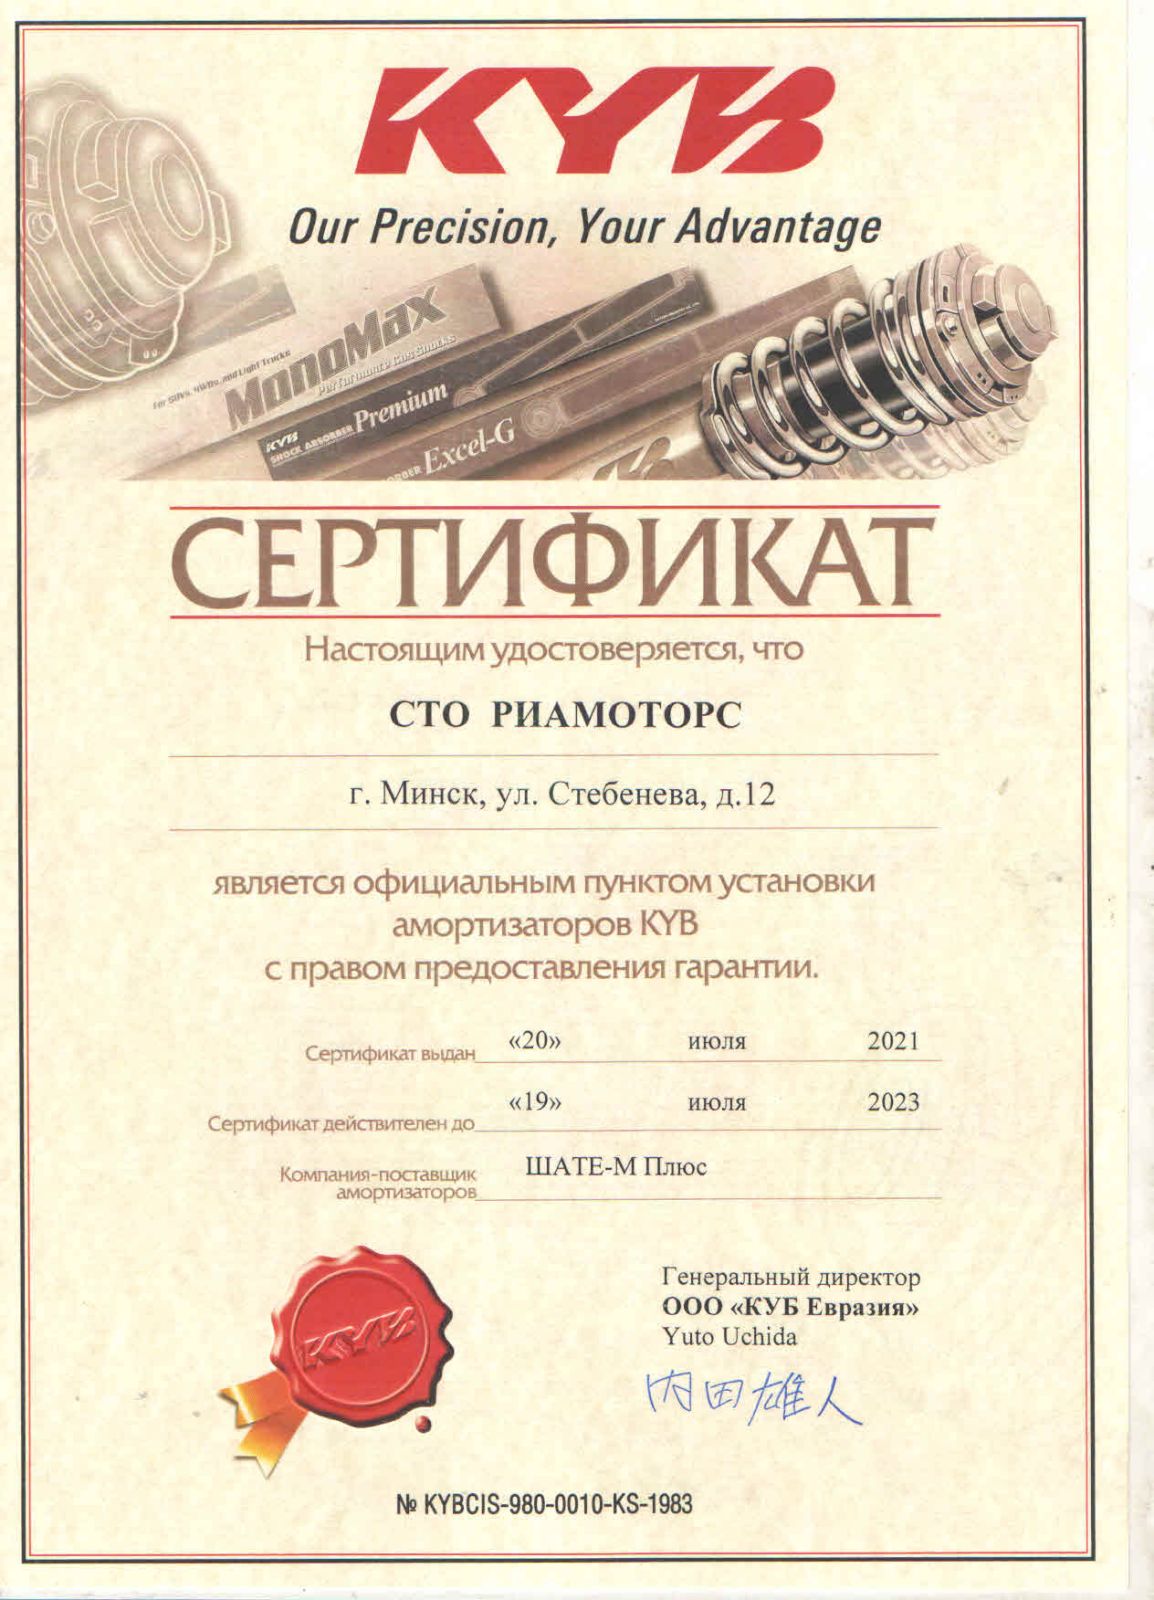 KYB
Our Precision, Your Advantage
For SUVs, 4WDs, and Light Trucks
MonoMax
Performance Gas Shocks
KYB
SHOCK ABSORBER Premium
Excel-G
СЕРТИФИКАТ
Настоящим удостоверяется, что
СТО РИАМОТОРС
г. Минск, ул. Стебенева, д.12
является официальным пунктом установки
амортизаторов KYB
с правом предоставления гарантии.
Сертификат выдан «20» июля 2021
Сертификат действителен до «19» июля 2023
Компания-поставщик
амортизаторов ШАТЕ-М Плюс
Генеральный директор
ООО «КУБ Евразия»
Yuto Uchida
内田雄人
KYB
№ KYBCIS-980-0010-KS-1983